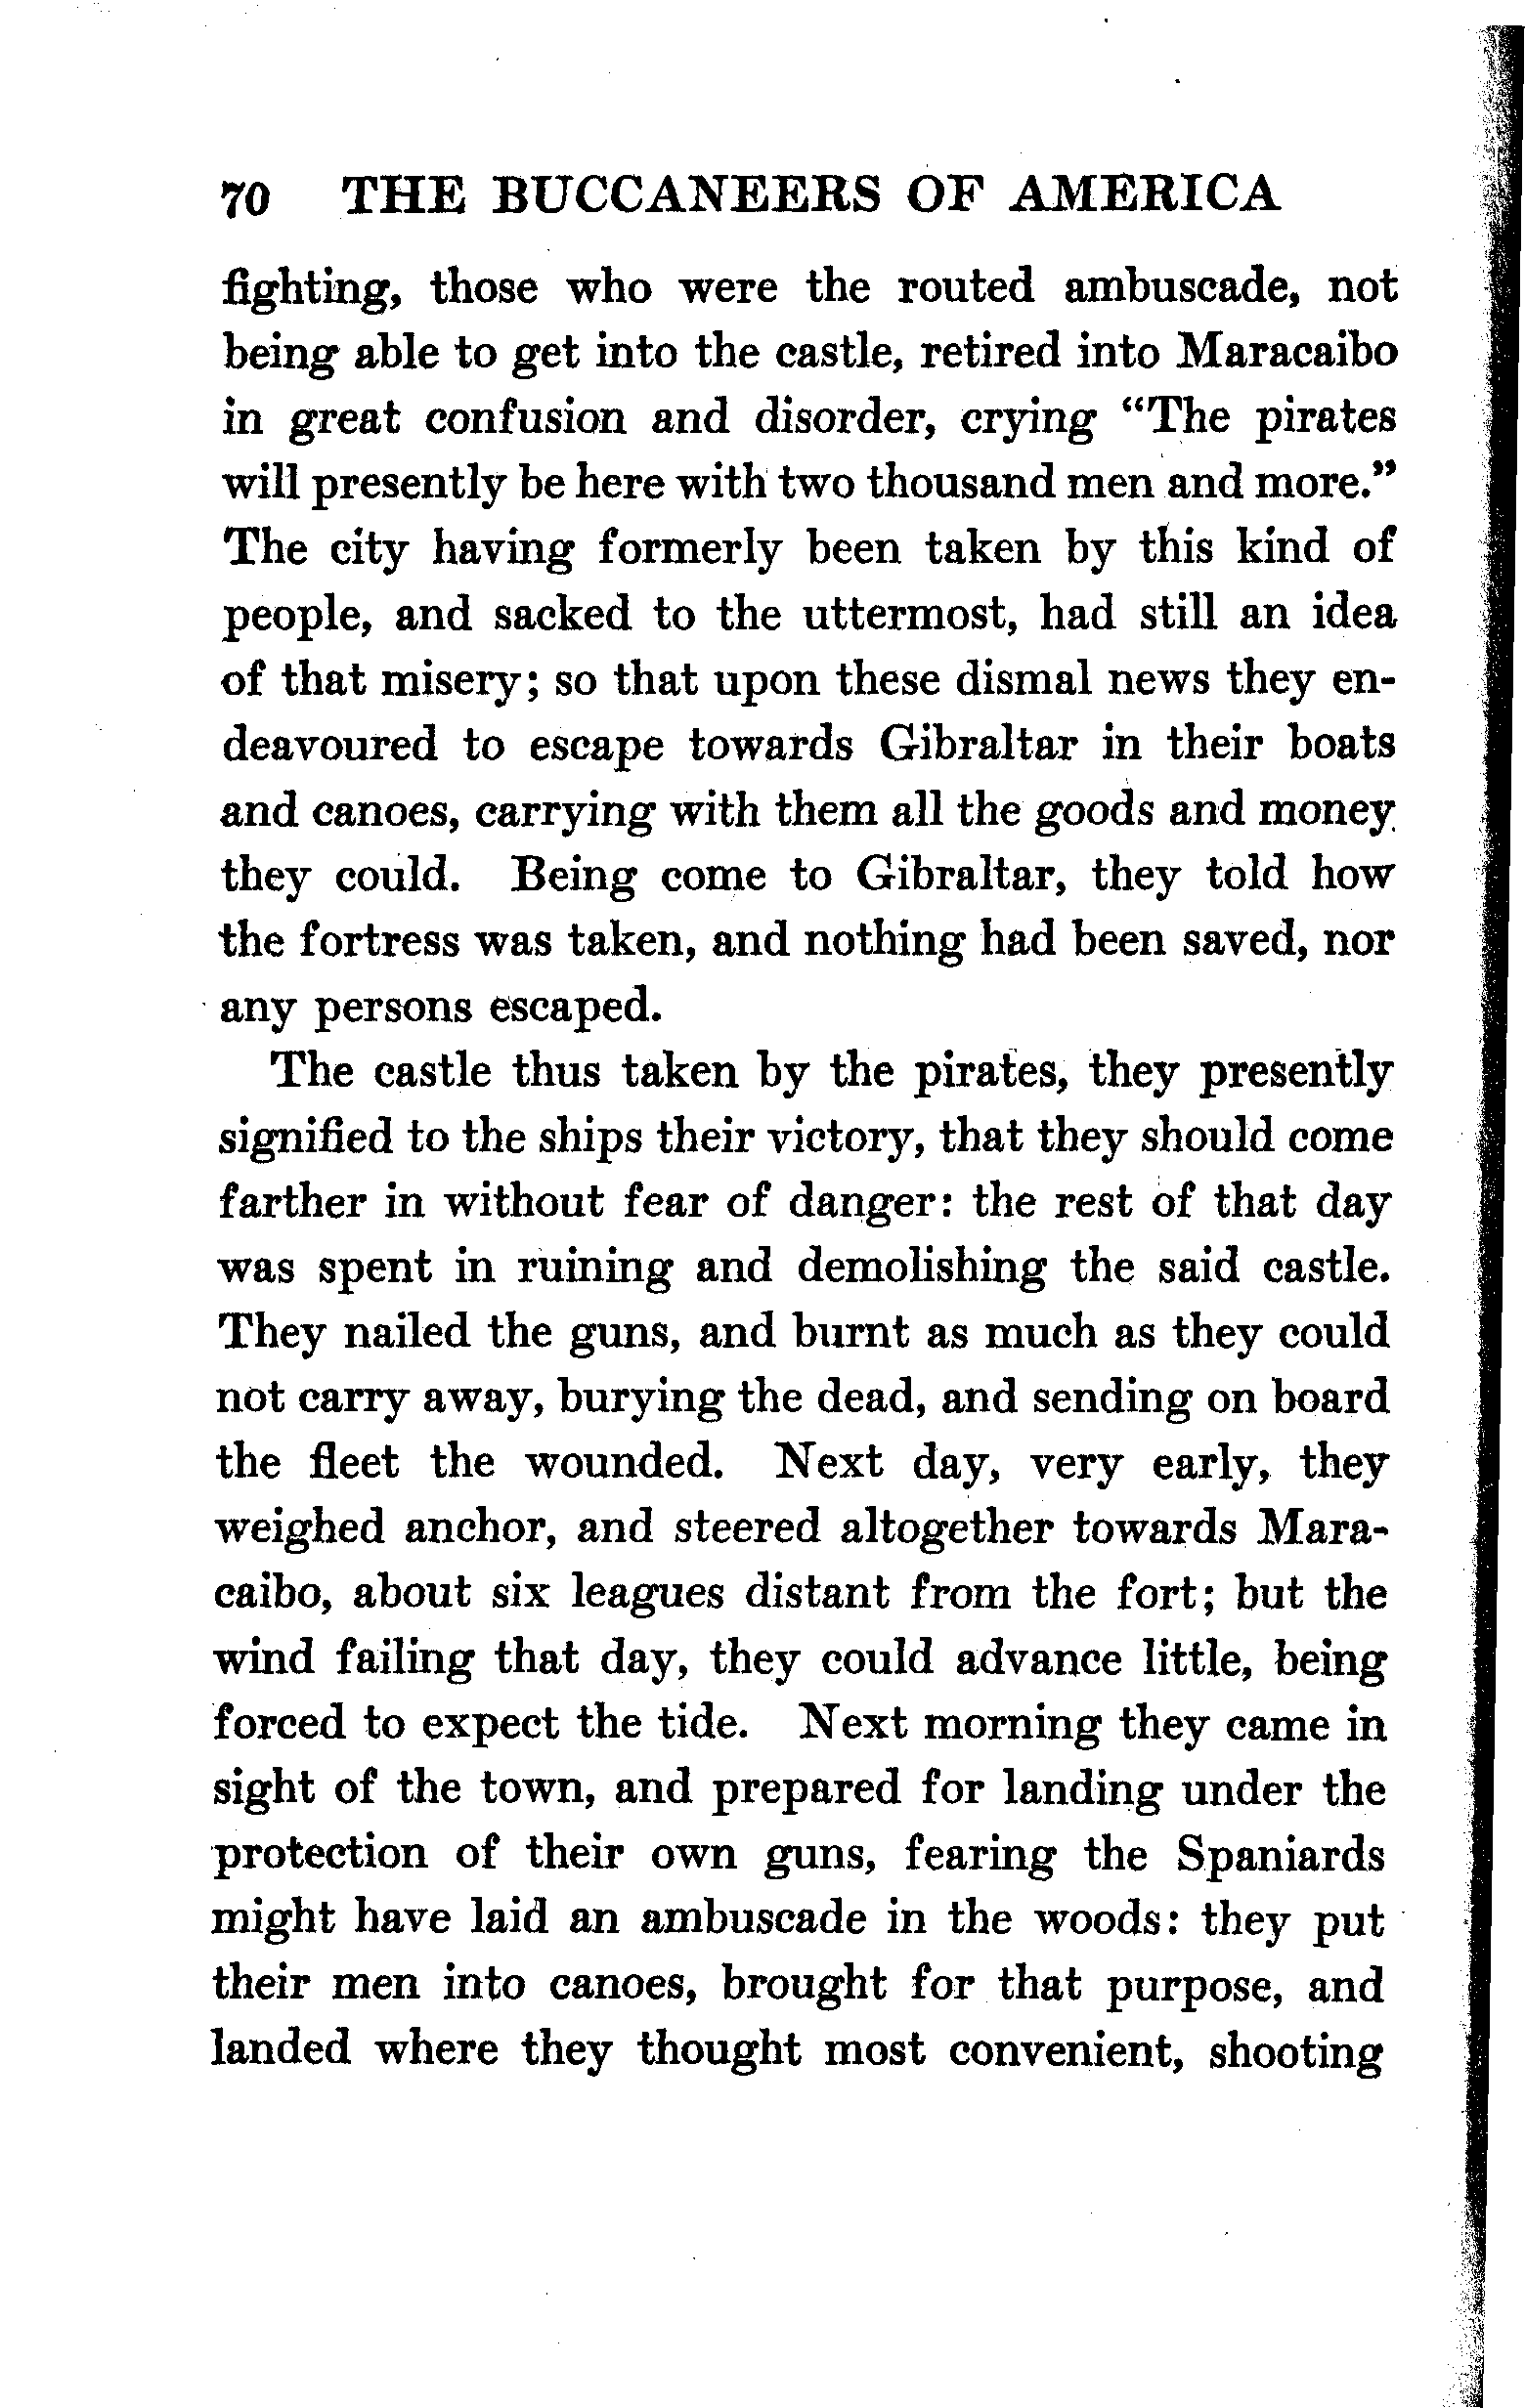 70 THE BUCCANEERS OF AMERICA
fighting, those who were the routed ambuscade, not
being able to get into the castle, retired into Maracaibo
in great confusion and disorder, crying “The pirates
will presently be here with two thousand men and more.”
The city having formerly been taken by this kind of
people, and sacked to the uttermost, had still an idea
of that misery; so that upon these dismal news they en-
deavoured to escape towards Gibraltar in their boats
and canoes, carrying with them all the goods and money
they could. Being come to Gibraltar, they told how
the fortress was taken, and nothing had been saved, nor
any persons escaped.
The castle thus taken by the pirates, they presently
signified to the ships their victory, that they should come
farther in without fear of danger: the rest of that day
was spent in ruining and demolishing the said castle.
They nailed the guns, and burnt as much as they could
not carry away, burying the dead, and sending on board
the fleet the wounded. Next day, very early, they
weighed anchor, and steered altogether towards Mara-
caibo, about six leagues distant from the fort; but the
wind failing that day, they could advance little, being
forced to expect the tide. Next morning they came in
sight of the town, and prepared for landing under the
protection of their own guns, fearing the Spaniards
might have laid an ambuscade in the woods: they put
their men into canoes, brought for that purpose, and
landed where they thought most convenient, shooting